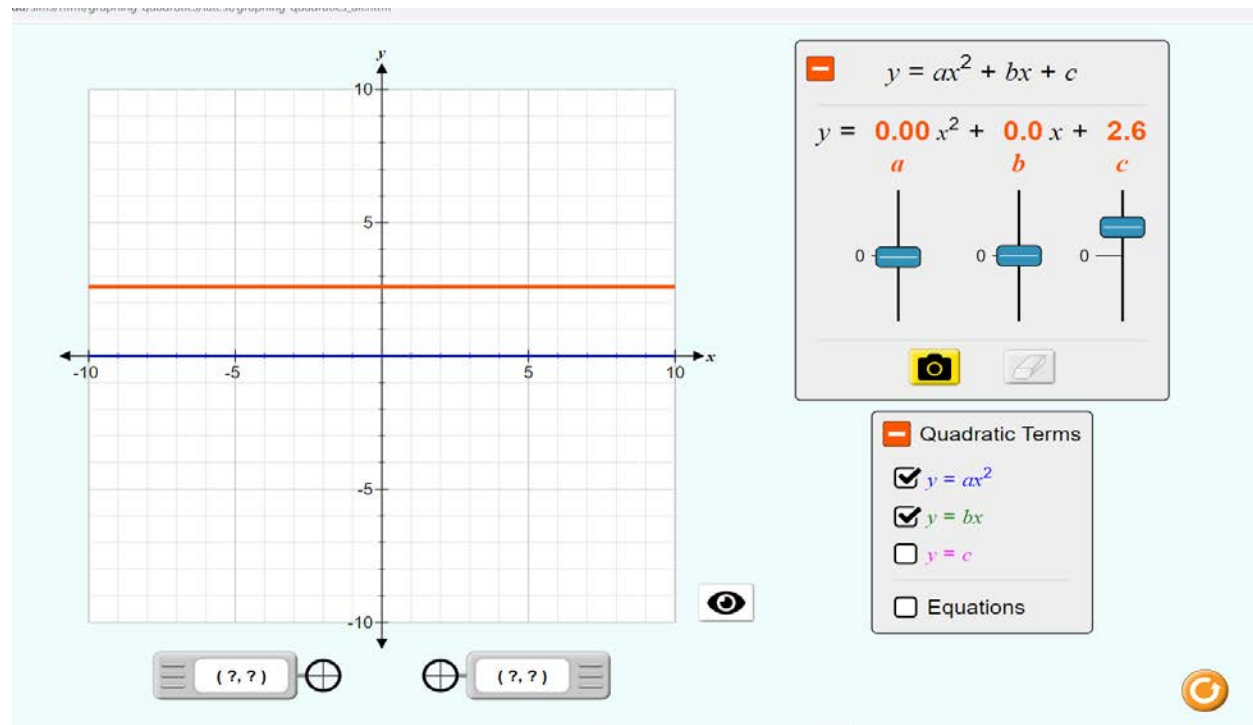 y
10
5
-10
-5
5
10
x
-5
-10
( ?, ? )
( ?, ? )
y = ax² + bx + c
y = 0.00 x² + 0.0 x + 2.6
a b c
0 0 0
Quadratic Terms
y = ax²
y = bx
y = c
Equations